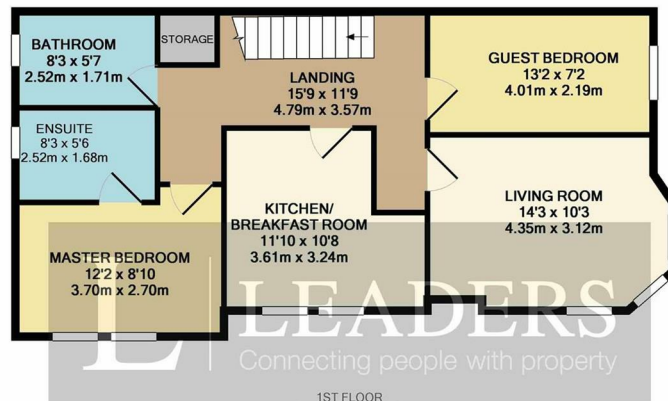 BATHROOM
8'3 x 5'7
2.52m x 1.71m
STORAGE
LANDING
15'9 x 11'9
4.79m x 3.57m
GUEST BEDROOM
13'2 x 7'2
4.01m x 2.19m
ENSUITE
8'3 x 5'6
2.52m x 1.68m
KITCHEN/
BREAKFAST ROOM
11'10 x 10'8
3.61m x 3.24m
LIVING ROOM
14'3 x 10'3
4.35m x 3.12m
MASTER BEDROOM
12'2 x 8'10
3.70m x 2.70m
L LEADERS
Connecting people with property
1ST FLOOR